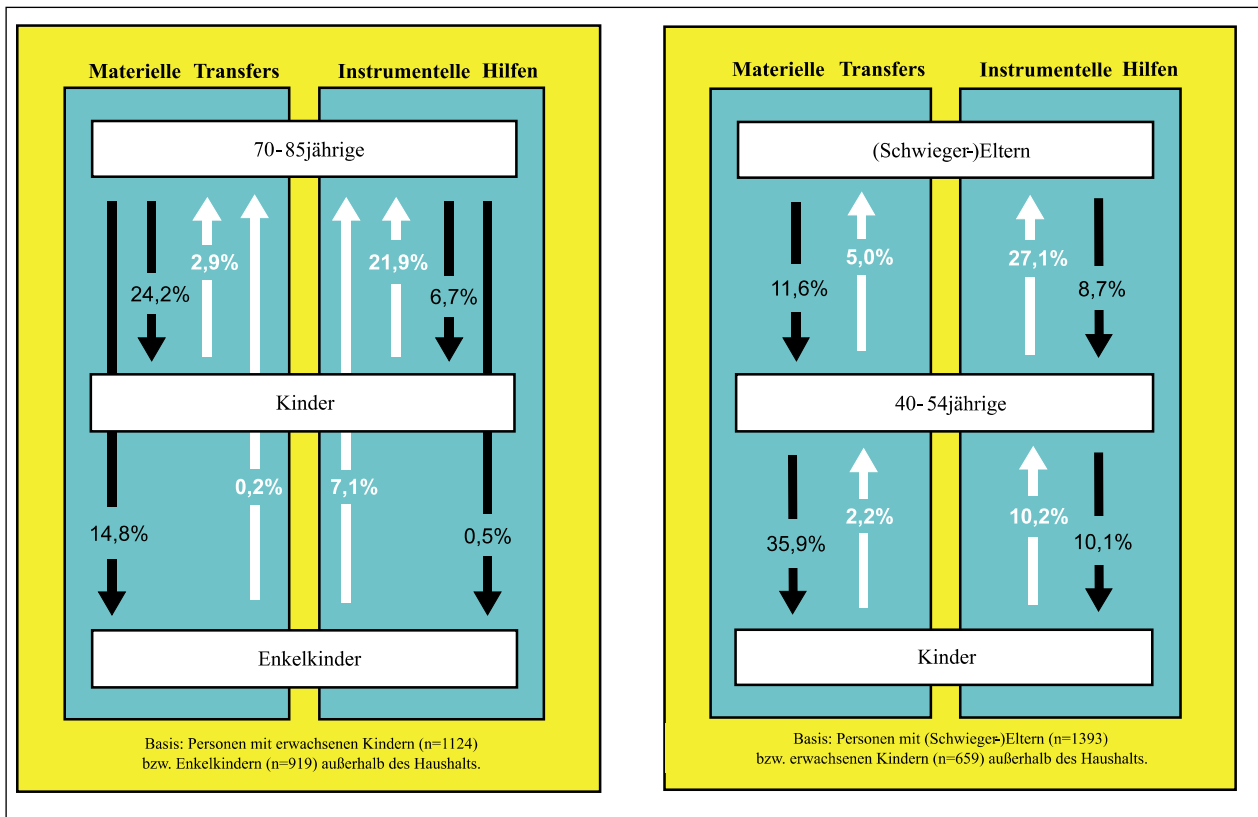 Materielle Transfers Instrumentelle Hilfen
70-85jährige
2,9% 21,9%
24,2% 6,7%
Kinder
0,2% 7,1%
14,8% 0,5%
Enkelkinder
Basis: Personen mit erwachsenen Kindern (n=1124)
bzw. Enkelkindern (n=919) außerhalb des Haushalts.
Materielle Transfers Instrumentelle Hilfen
(Schwieger-)Eltern
5,0% 27,1%
11,6% 8,7%
40-54jährige
2,2% 10,2%
35,9% 10,1%
Kinder
Basis: Personen mit (Schwieger-)Eltern (n=1393)
bzw. erwachsenen Kindern (n=659) außerhalb des Haushalts.